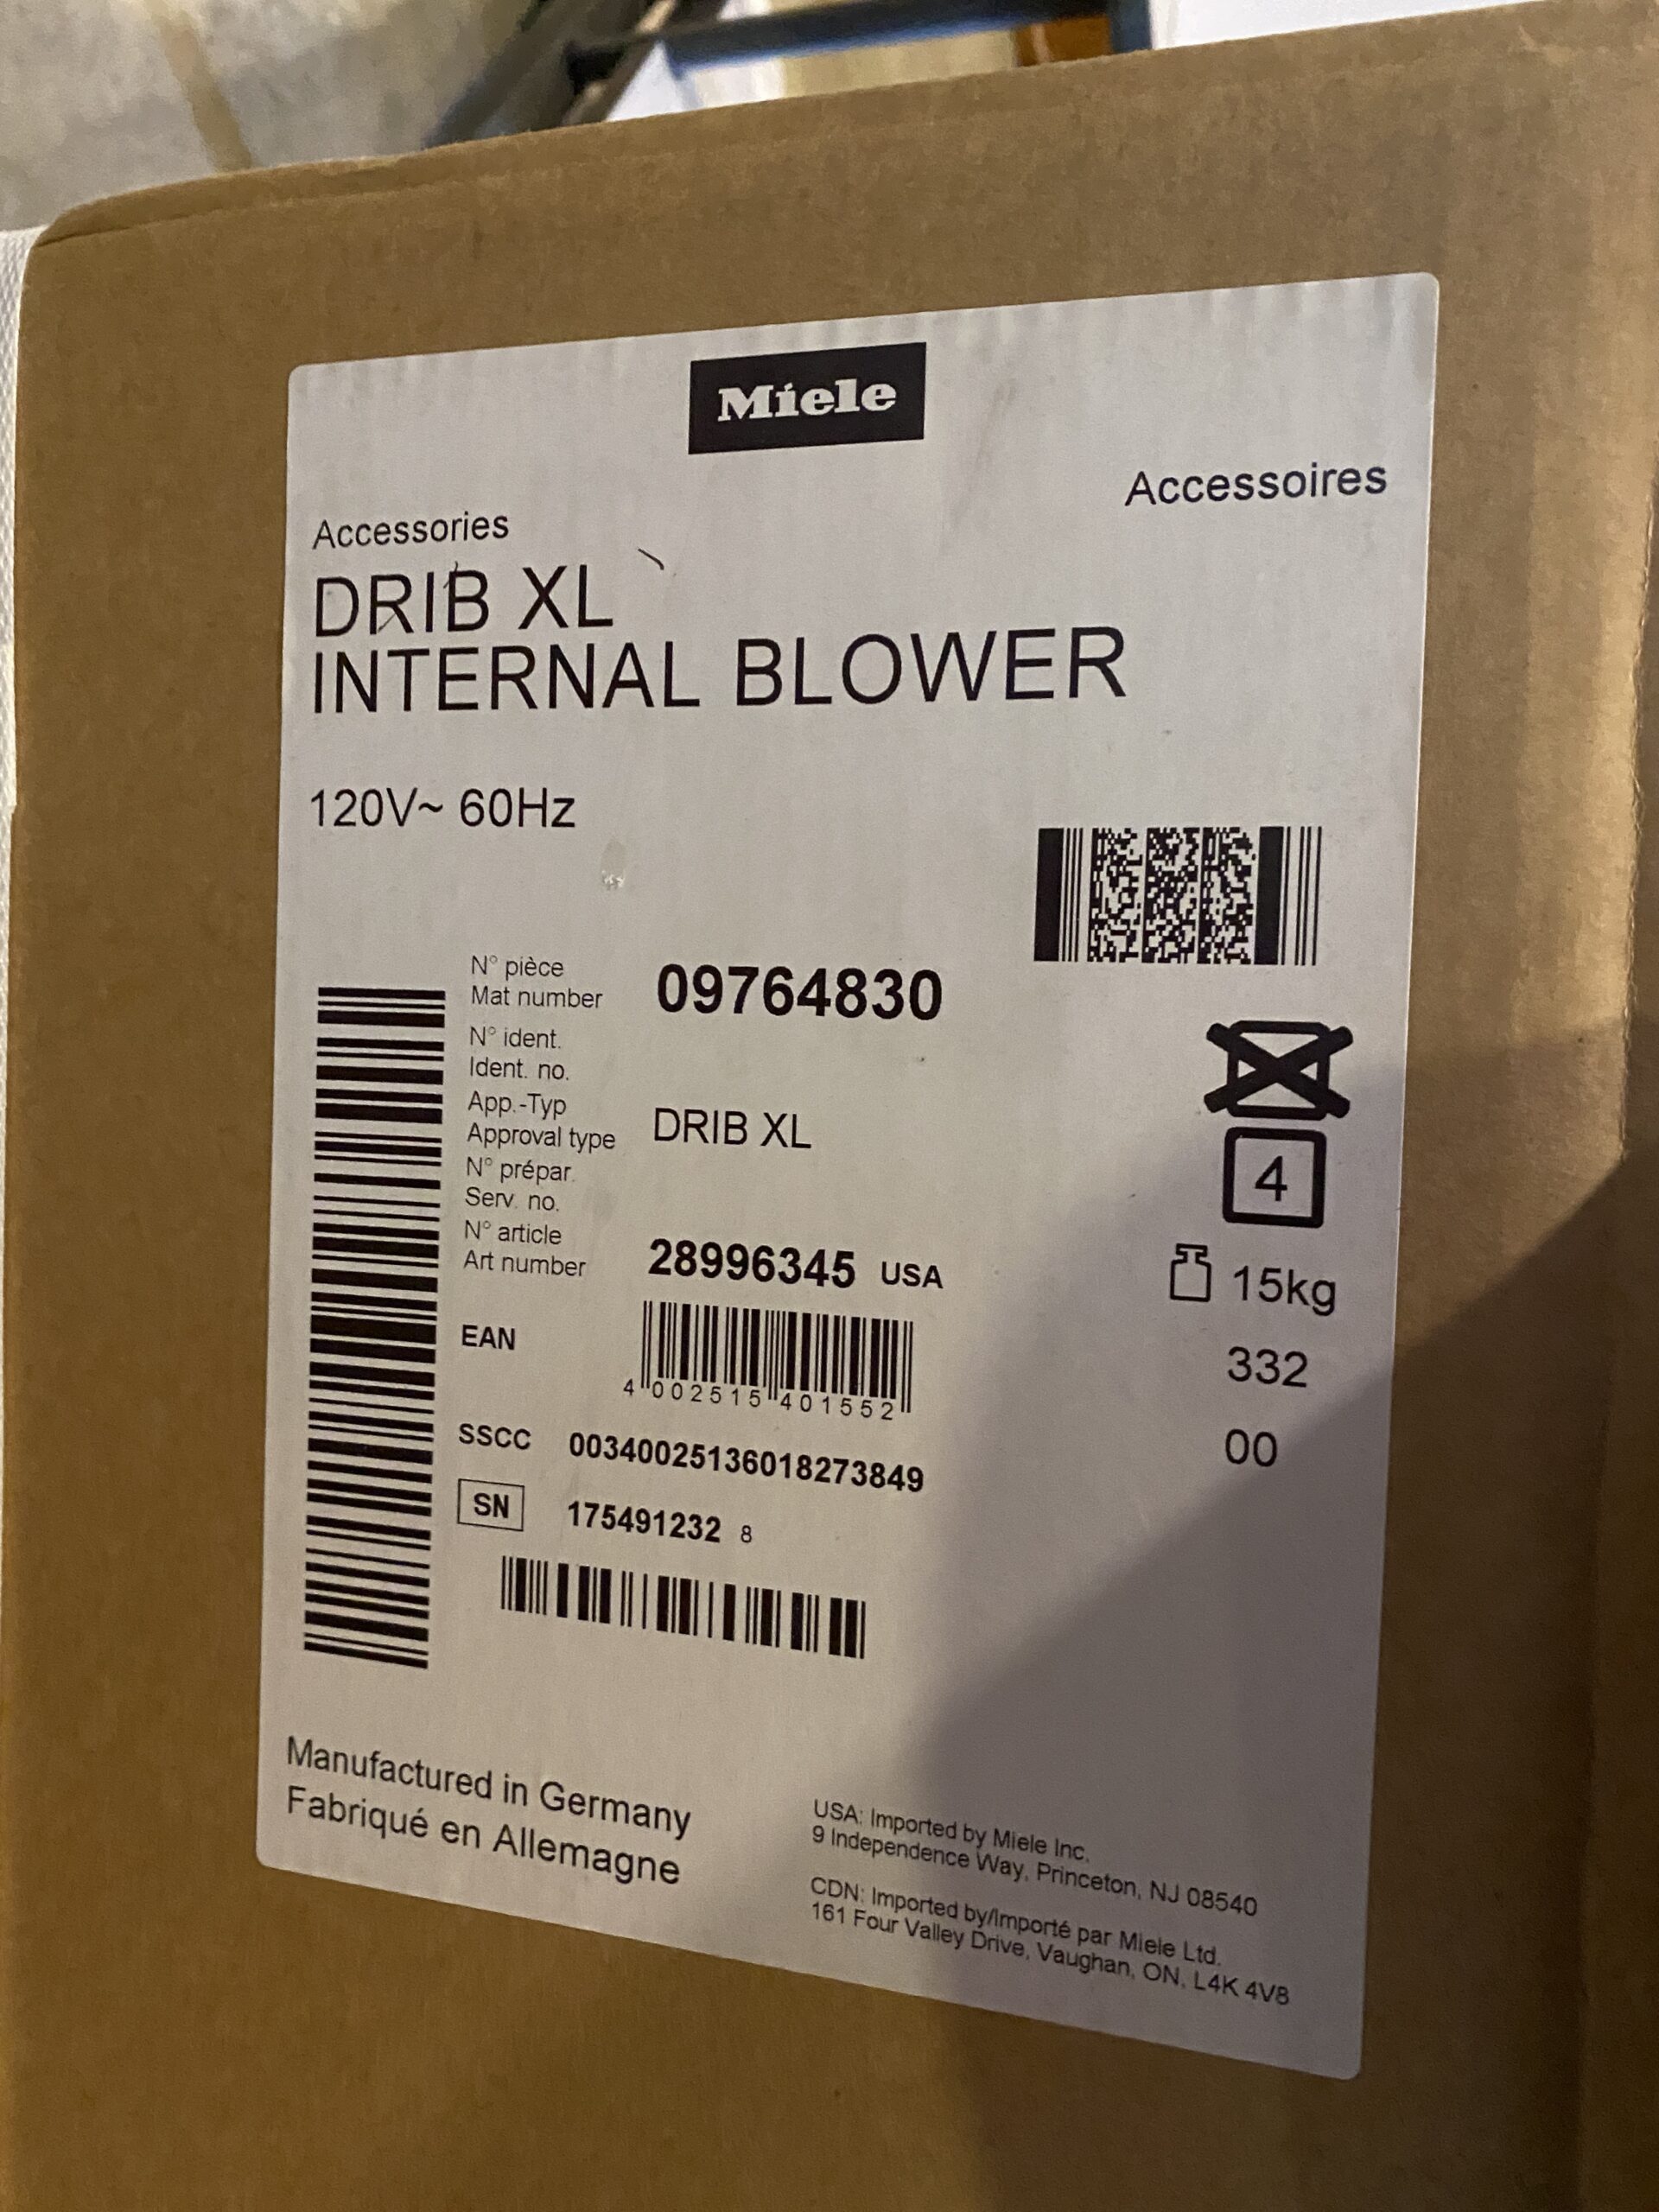 Miele
Accessories
Accessoires
DRIB XL
INTERNAL BLOWER
120V~ 60Hz
N° pièce
Mat number 09764830
N° ident.
Ident. no.
App.-Typ
Approval type DRIB XL
N° prépar.
Serv. no.
N° article
Art number 28996345 USA
EAN
4 002515 401552
SSCC 00340025136018273849
SN 175491232 8
4
15kg
332
00
Manufactured in Germany
Fabriqué en Allemagne
USA: Imported by Miele Inc.
9 Independence Way, Princeton, NJ 08540
CDN: Imported by/Importé par Miele Ltd.
161 Four Valley Drive, Vaughan, ON, L4K 4V8